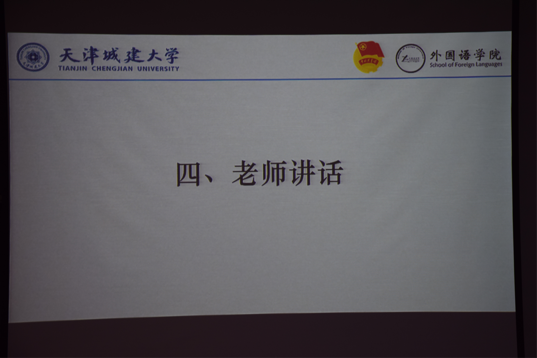 天津城建大学
TIANJIN CHENGJIAN UNIVERSITY
外国语学院
School of Foreign Languages
四、老师讲话